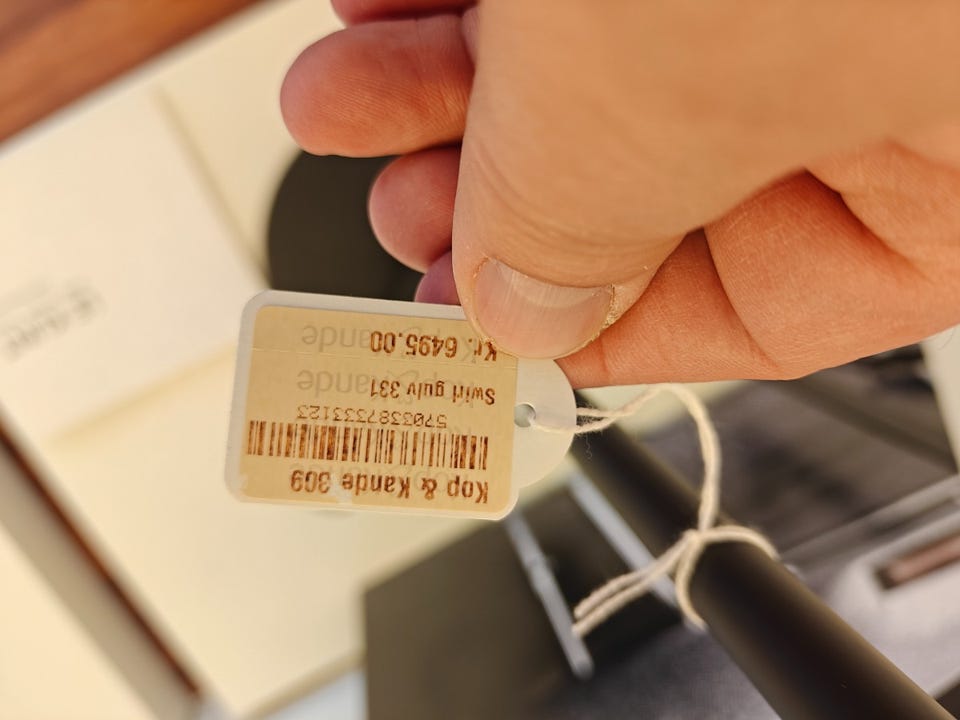 Kop & Kande 309
5703387333123
Swirl gulv 331
Kr. 6495.00